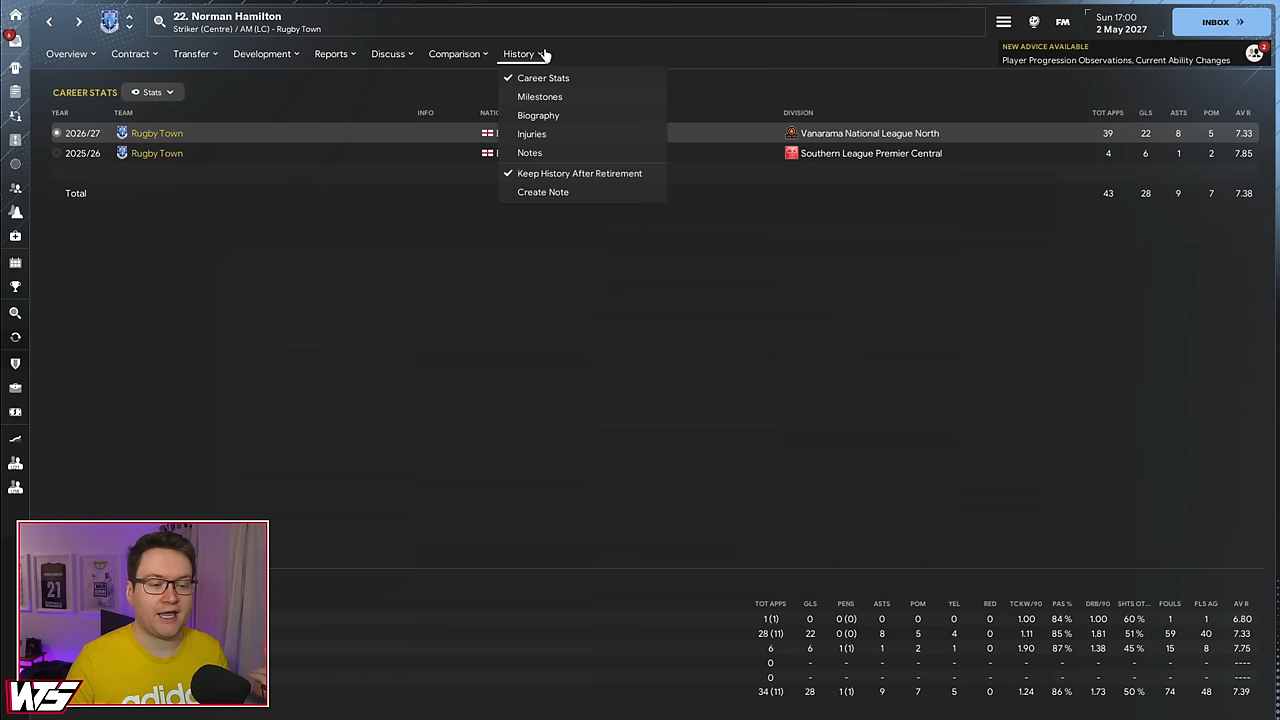 22. Norman Hamilton
Striker (Centre) / AM (LC) - Rugby Town
FM
Sun 17:00
2 May 2027
INBOX
6
Overview
Contract
Transfer
Development
Reports
Discuss
Comparison
History
NEW ADVICE AVAILABLE
Player Progression Observations, Current Ability Changes
2
Career Stats
Milestones
Biography
Injuries
Notes
Keep History After Retirement
Create Note
CAREER STATS
Stats
YEAR TEAM INFO NATIO DIVISION TOT APPS GLS ASTS POM AV R
2026/27 Rugby Town Vanarama National League North 39 22 8 5 7.33
2025/26 Rugby Town Southern League Premier Central 4 6 1 2 7.85
Total 43 28 9 7 7.38
TOT APPS GLS PENS ASTS POM YEL RED TCKW/90 PAS % DRB/90 SHTS OT... FOULS FLS AG AV R
1 (1) 0 0 (0) 0 0 0 0 1.00 84 % 1.00 60 % 1 1 6.80
28 (11) 22 0 (0) 8 5 4 0 1.11 85 % 1.81 51 % 59 40 7.33
6 6 1 (1) 1 2 1 0 1.90 87 % 1.38 45 % 15 8 7.75
0 - - - - - - - - - - - - ----
0 - - - - - - - - - - - - ----
34 (11) 28 1 (1) 9 7 5 0 1.24 86 % 1.73 50 % 74 48 7.39
21
adidas
WTS